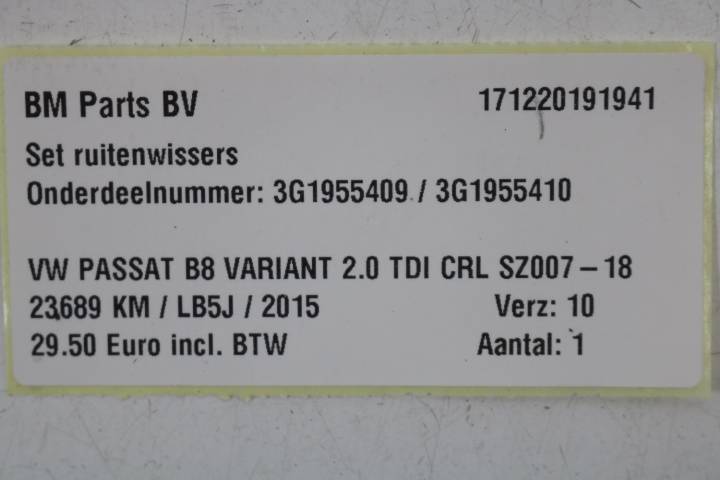 BM Parts BV 171220191941
Set ruitenwissers
Onderdeelnummer: 3G1955409 / 3G1955410
VW PASSAT B8 VARIANT 2.0 TDI CRL SZ007-18
23689 KM / LB5J / 2015 Verz: 10
29.50 Euro incl. BTW Aantal: 1